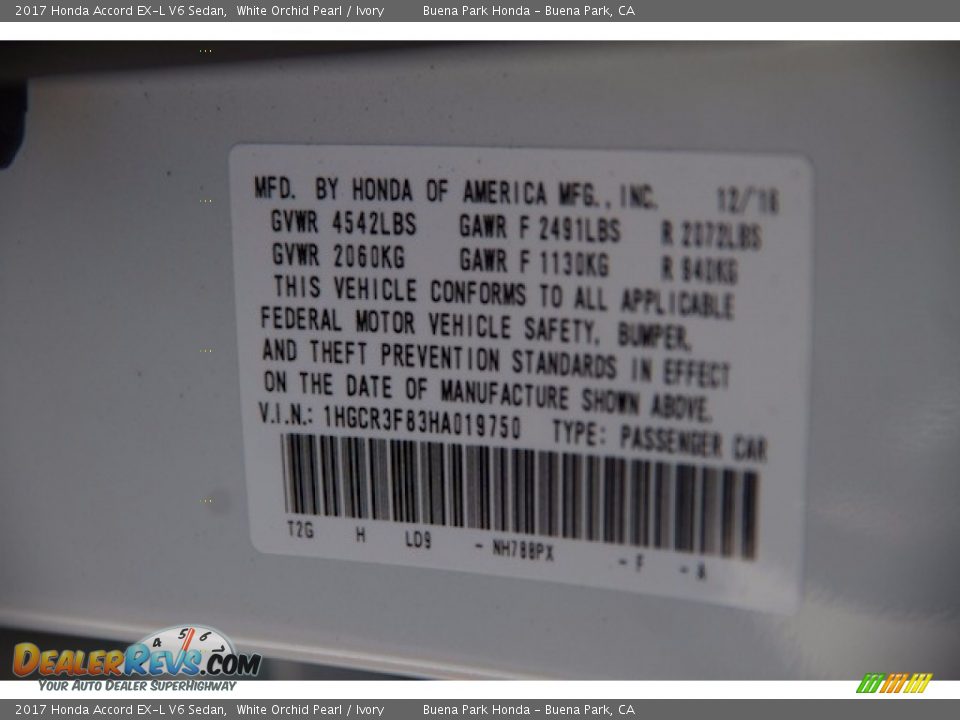 2017 Honda Accord EX-L V6 Sedan, White Orchid Pearl / Ivory Buena Park Honda - Buena Park, CA
MFD. BY HONDA OF AMERICA MFG., INC. 12/'16
GVWR 4542LBS GAWR F 2491LBS R 2072LBS
GVWR 2060KG GAWR F 1130KG R 940KG
THIS VEHICLE CONFORMS TO ALL APPLICABLE
FEDERAL MOTOR VEHICLE SAFETY, BUMPER,
AND THEFT PREVENTION STANDARDS IN EFFECT
ON THE DATE OF MANUFACTURE SHOWN ABOVE.
V.I.N.: 1HGCR3F83HA019750 TYPE: PASSENGER CAR
T2G H LD9 - NH788PX - F - A
4 5 6
DEALERREVS.COM
YOUR AUTO DEALER SUPERHIGHWAY
2017 Honda Accord EX-L V6 Sedan, White Orchid Pearl / Ivory Buena Park Honda - Buena Park, CA